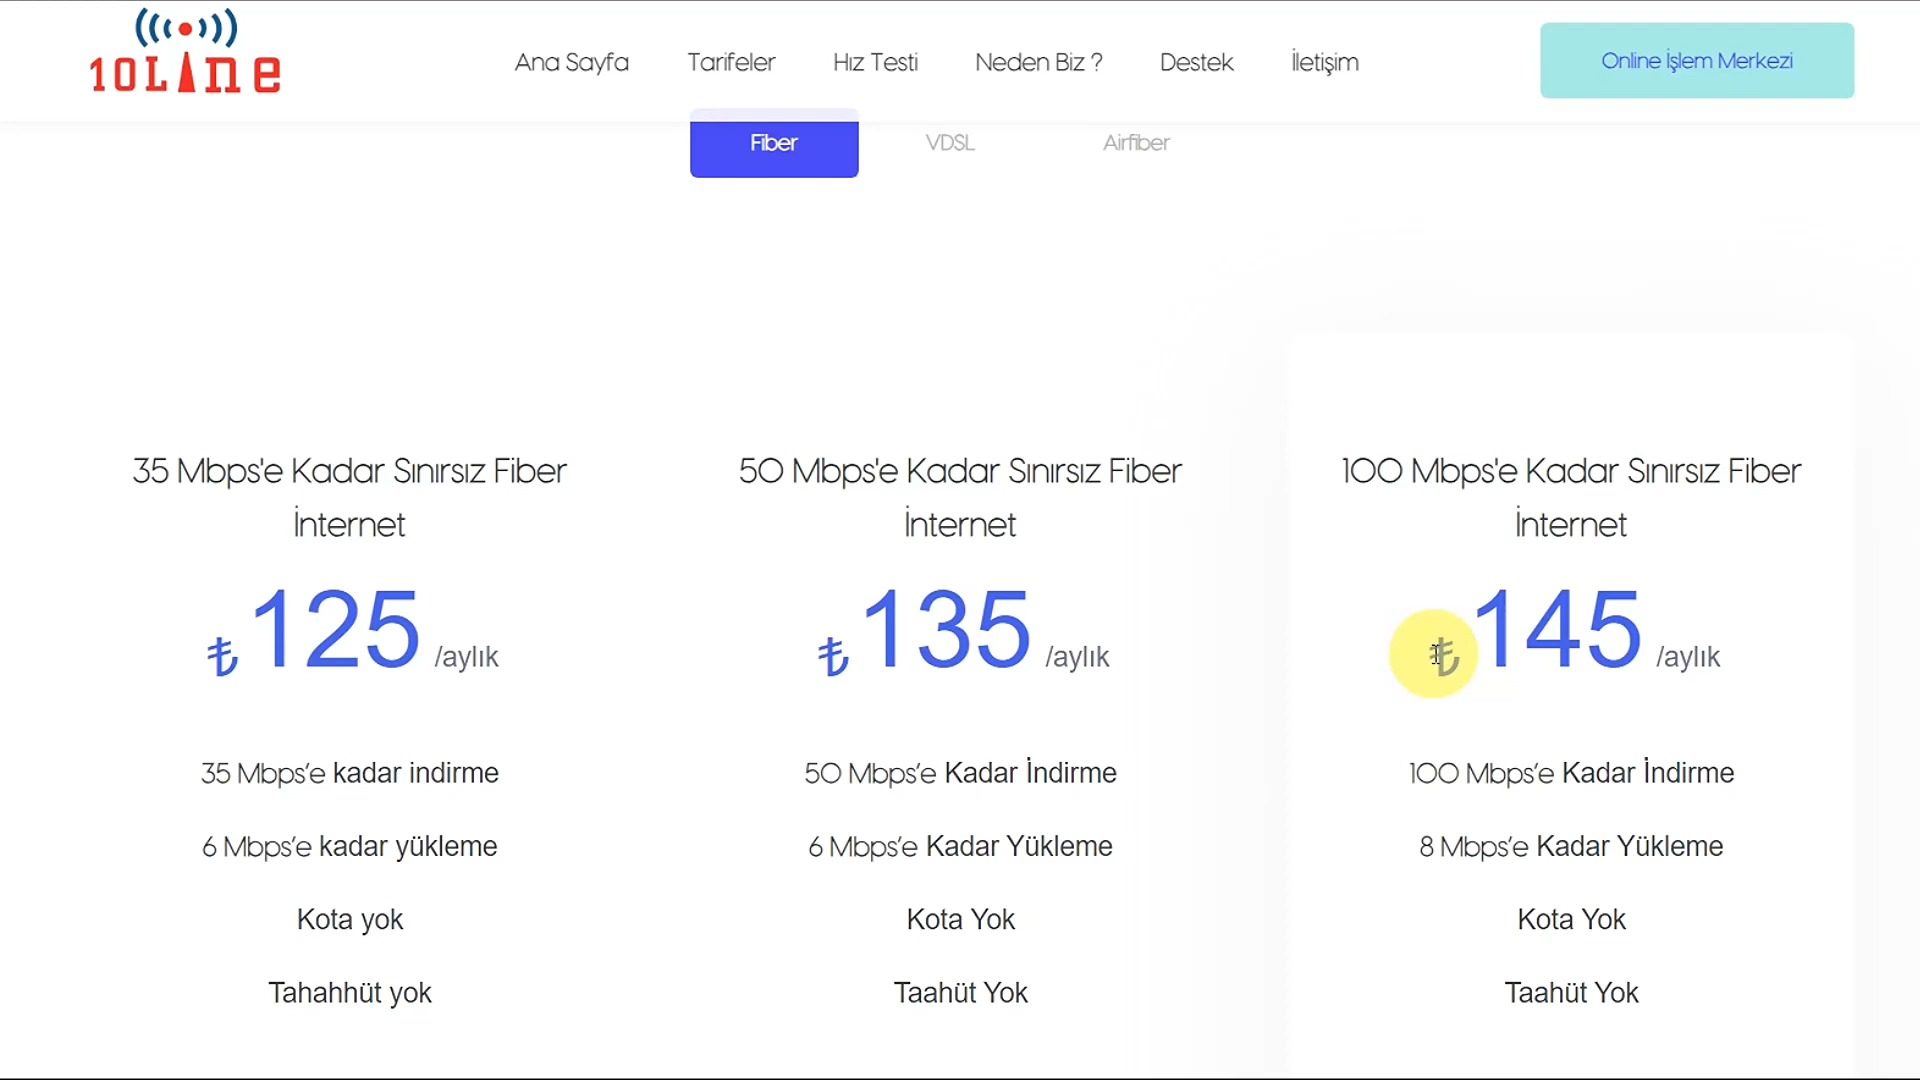 10LINE
Ana Sayfa
Tarifeler
Hız Testi
Neden Biz ?
Destek
İletişim
Online İşlem Merkezi
Fiber
VDSL
Airfiber
35 Mbps'e Kadar Sınırsız Fiber
İnternet
₺125 /aylık
35 Mbps’e kadar indirme
6 Mbps’e kadar yükleme
Kota yok
Tahahhüt yok
50 Mbps'e Kadar Sınırsız Fiber
İnternet
₺135 /aylık
50 Mbps’e Kadar İndirme
6 Mbps’e Kadar Yükleme
Kota Yok
Taahüt Yok
100 Mbps'e Kadar Sınırsız Fiber
İnternet
₺145 /aylık
100 Mbps’e Kadar İndirme
8 Mbps’e Kadar Yükleme
Kota Yok
Taahüt Yok